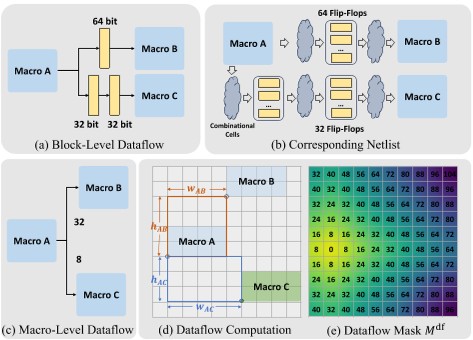 64 bit
Macro A
Macro B
Macro C
32 bit 32 bit
(a) Block-Level Dataflow
64 Flip-Flops
Macro A
...
Macro B
...
...
Macro C
Combinational
Cells
32 Flip-Flops
(b) Corresponding Netlist
Macro B
32
Macro A
8
Macro C
(c) Macro-Level Dataflow
w_AB
Macro B
h_AB
Macro A
h_AC
Macro C
w_AC
(d) Dataflow Computation
32 40 48 56 64 72 80 88 96 104
40 32 40 48 56 64 72 80 88 96
32 24 32 40 48 56 64 72 80 88
24 16 24 32 40 48 56 64 72 80
16 8 16 24 32 40 48 56 64 72
8 0 8 16 24 32 40 48 56 64
16 8 16 24 32 40 48 56 64 72
24 16 24 32 40 48 56 64 72 80
32 24 32 40 48 56 64 72 80 88
40 32 40 48 56 64 72 80 88 96
(e) Dataflow Mask M^df